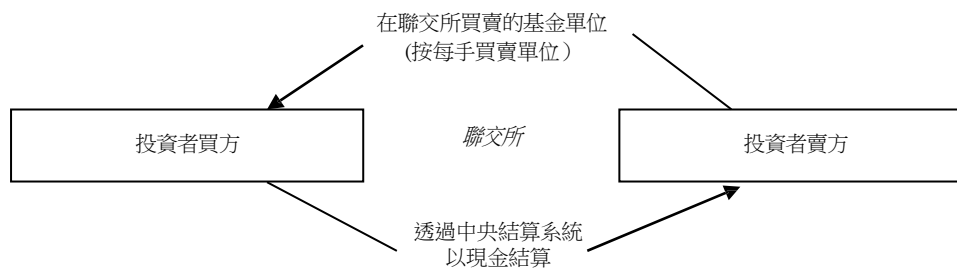 在聯交所買賣的基金單位
(按每手買賣單位）
投資者買方
聯交所
投資者賣方
透過中央結算系統
以現金結算